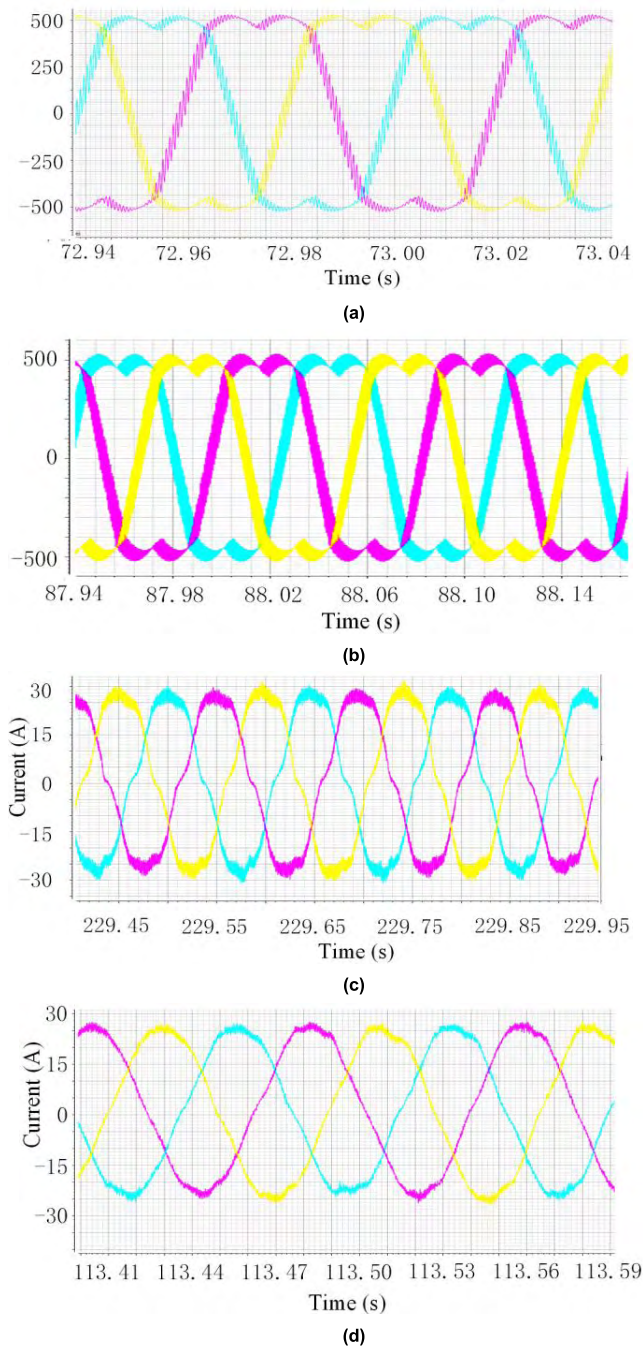 500
250
0
−250
−500
72.94 72.96 72.98 73.00 73.02 73.04
Time (s)
(a)
500
0
−500
87.94 87.98 88.02 88.06 88.10 88.14
Time (s)
(b)
Current (A)
30
15
0
−15
−30
229.45 229.55 229.65 229.75 229.85 229.95
Time (s)
(c)
Current (A)
30
15
0
−15
−30
113.41 113.44 113.47 113.50 113.53 113.56 113.59
Time (s)
(d)